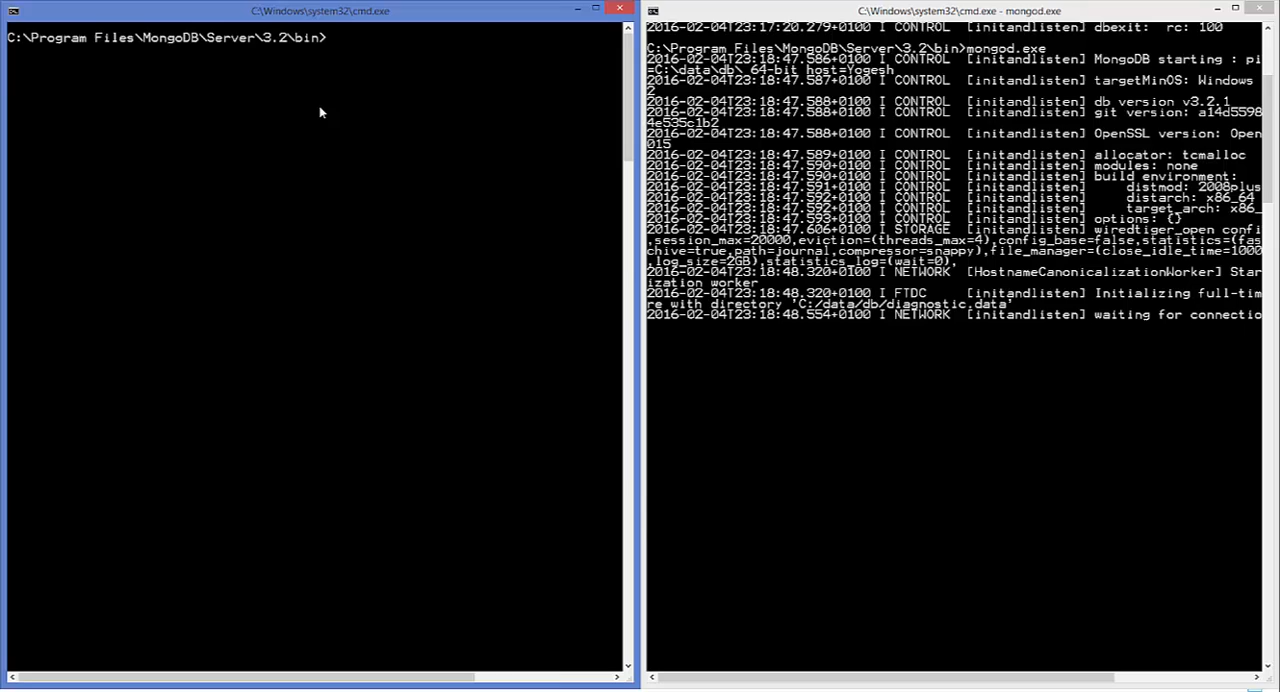 C:\Windows\system32\cmd.exe
C:\Program Files\MongoDB\Server\3.2\bin>
C:\Windows\system32\cmd.exe - mongod.exe
2016-02-04T23:17:20.279+0100 I CONTROL  [initandlisten] dbexit:  rc: 100
C:\Program Files\MongoDB\Server\3.2\bin>mongod.exe
2016-02-04T23:18:47.586+0100 I CONTROL  [initandlisten] MongoDB starting : pi
=C:\data\db\ 64-bit host=Yogesh
2016-02-04T23:18:47.587+0100 I CONTROL  [initandlisten] targetMinOS: Windows
2
2016-02-04T23:18:47.588+0100 I CONTROL  [initandlisten] db version v3.2.1
2016-02-04T23:18:47.588+0100 I CONTROL  [initandlisten] git version: a14d5598
4e535c1b2
2016-02-04T23:18:47.588+0100 I CONTROL  [initandlisten] OpenSSL version: Open
015
2016-02-04T23:18:47.589+0100 I CONTROL  [initandlisten] allocator: tcmalloc
2016-02-04T23:18:47.590+0100 I CONTROL  [initandlisten] modules: none
2016-02-04T23:18:47.590+0100 I CONTROL  [initandlisten] build environment:
2016-02-04T23:18:47.591+0100 I CONTROL  [initandlisten]     distmod: 2008plus
2016-02-04T23:18:47.592+0100 I CONTROL  [initandlisten]     distarch: x86_64
2016-02-04T23:18:47.592+0100 I CONTROL  [initandlisten]     target_arch: x86_
2016-02-04T23:18:47.593+0100 I CONTROL  [initandlisten] options: {}
2016-02-04T23:18:47.606+0100 I STORAGE  [initandlisten] wiredtiger_open confi
,session_max=20000,eviction=(threads_max=4),config_base=false,statistics=(fas
chive=true,path=journal,compressor=snappy),file_manager=(close_idle_time=1000
,log_size=2GB),statistics_log=(wait=0),
2016-02-04T23:18:48.320+0100 I NETWORK  [HostnameCanonicalizationWorker] Star
ization worker
2016-02-04T23:18:48.320+0100 I FTDC     [initandlisten] Initializing full-tim
re with directory 'C:/data/db/diagnostic.data'
2016-02-04T23:18:48.554+0100 I NETWORK  [initandlisten] waiting for connectio